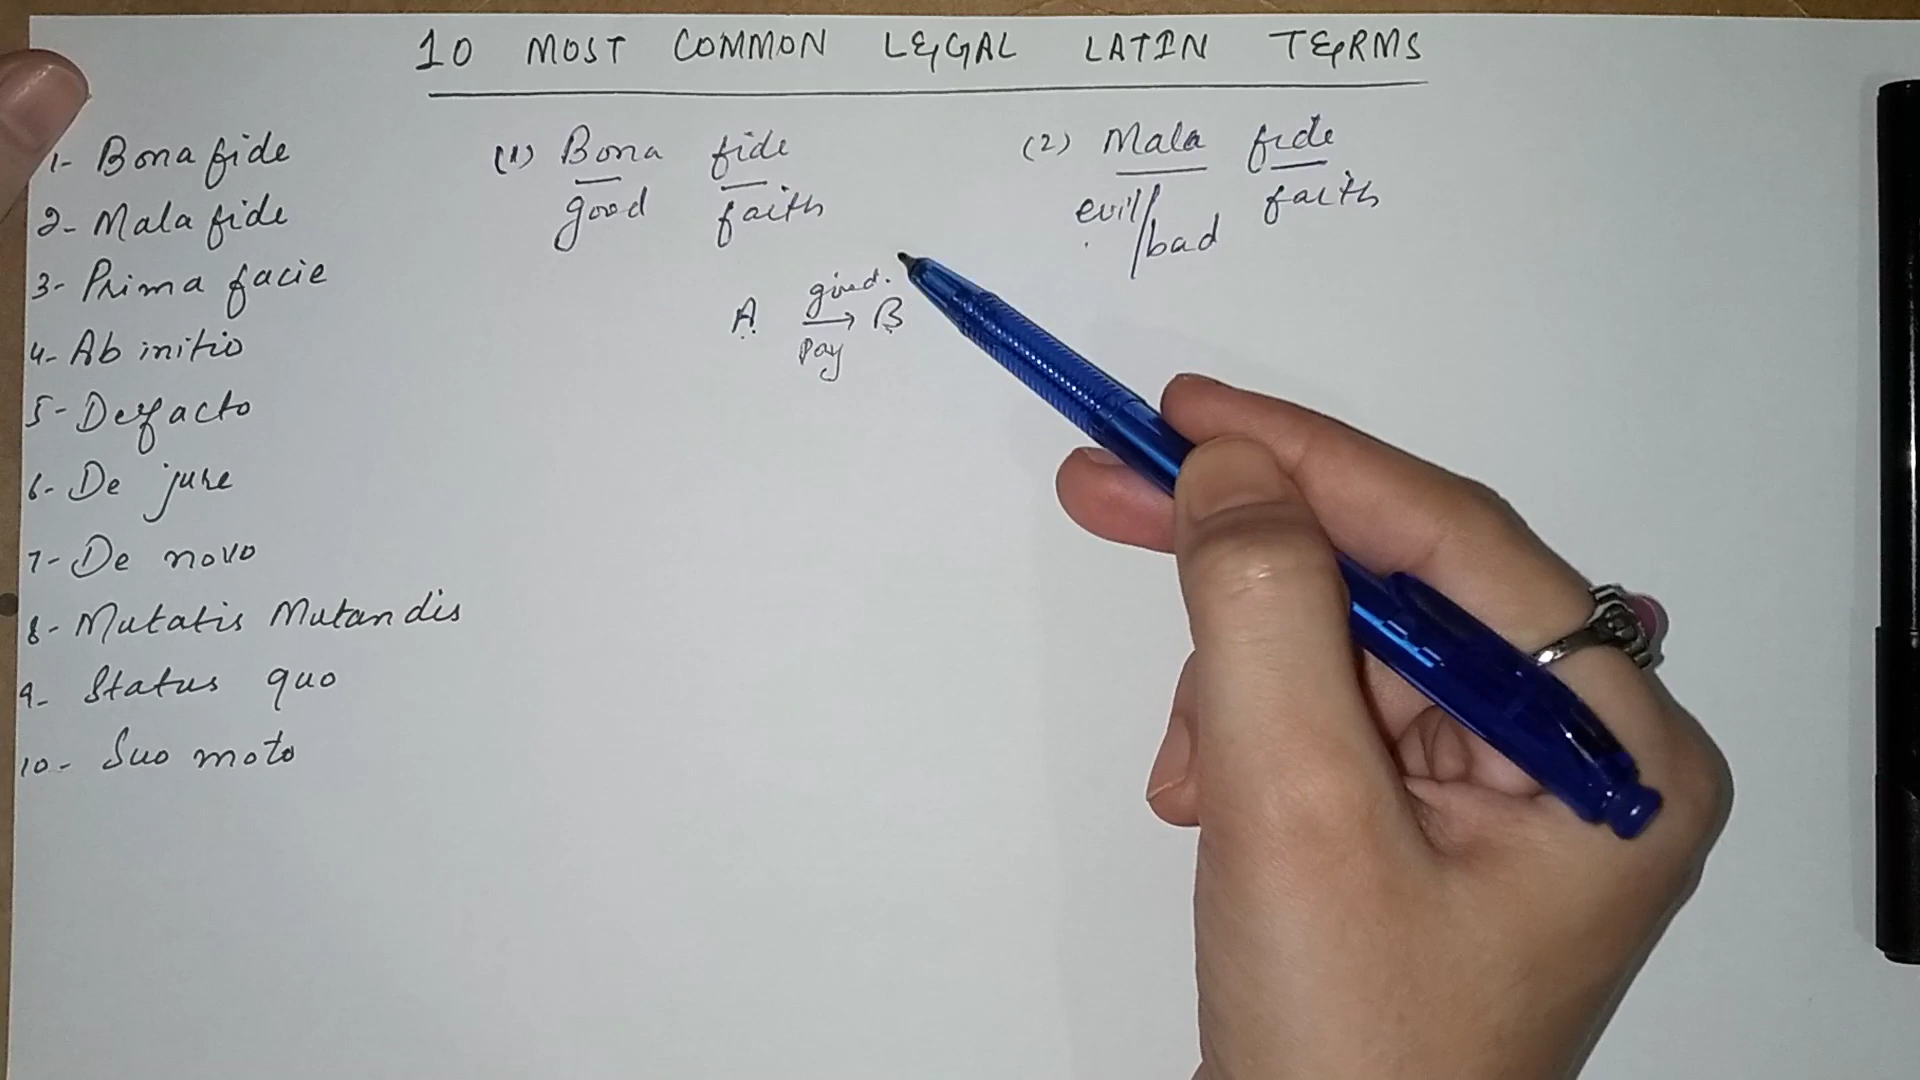 10 MOST COMMON LEGAL LATIN TERMS
1- Bona fide
2- Mala fide
3- Prima facie
4- Ab initio
5- Defacto
6- De jure
7- De novo
8- Mutatis Mutandis
9- Status quo
10- Suo moto
(1) Bona fide
good faith
A → B
Pay
(2) Mala fide
evil/ faith
/bad